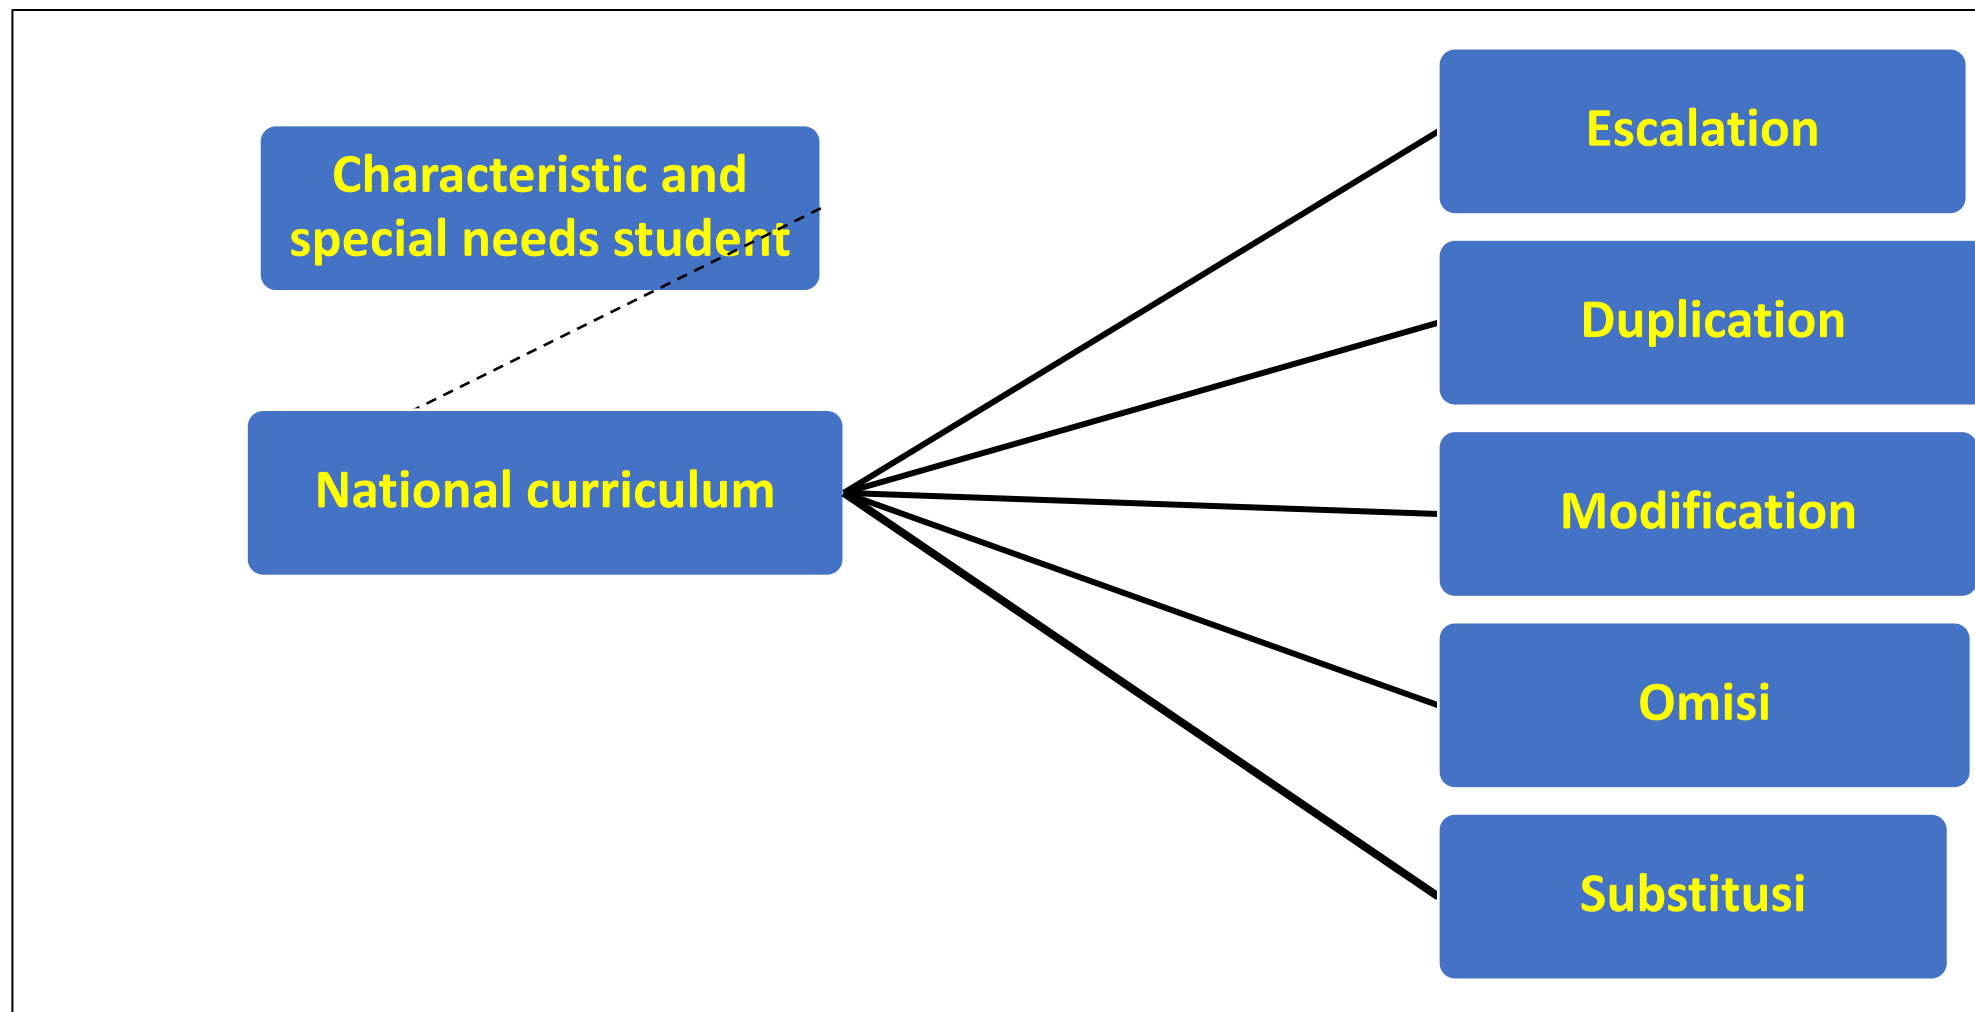 Characteristic and
special needs student
National curriculum
Escalation
Duplication
Modification
Omisi
Substitusi